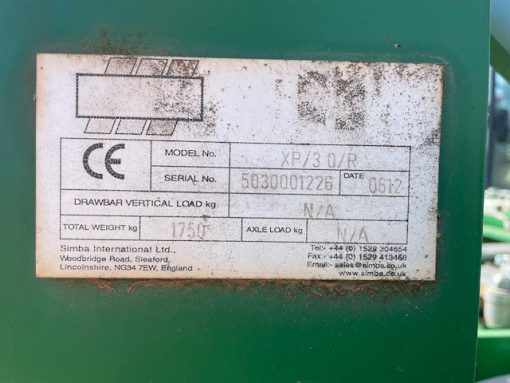 CE
MODEL No. XP/3 0/R
SERIAL No. 5030001226 DATE 0612
DRAWBAR VERTICAL LOAD kg N/A
TOTAL WEIGHT kg 1750 AXLE LOAD kg N/A
Simba International Ltd.,
Woodbridge Road, Sleaford,
Lincolnshire, NG34 7EW, England
Tel:- +44 (0) 1529 304654
Fax:- +44 (0) 1529 413468
Email:- sales@simba.co.uk
www.simba.co.uk